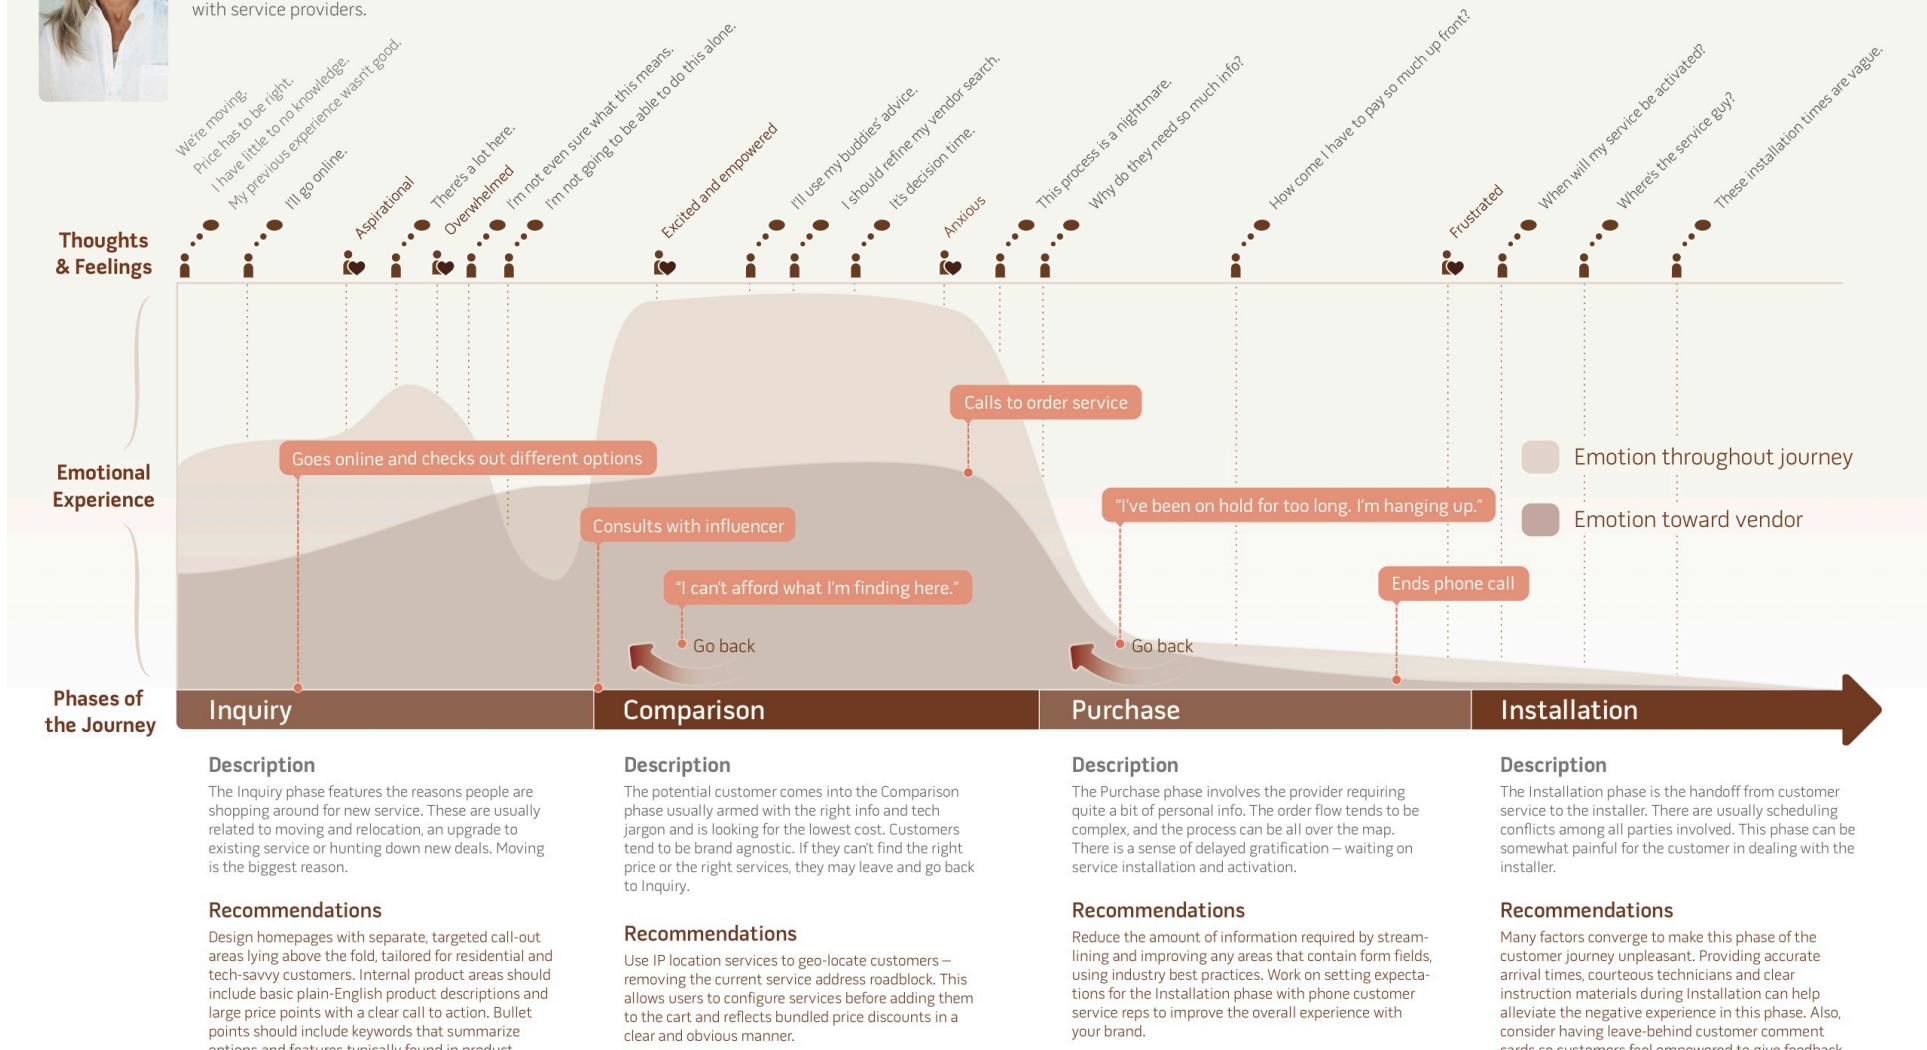 with service providers.
We're moving.
Price has to be right.
I have little to no knowledge.
My previous experience wasn't good.
I'll go online.
Aspirational
There's a lot here.
Overwhelmed
I'm not even sure what this means.
I'm not going to be able to do this alone.
Excited and empowered
I'll use my buddies' advice.
I should refine my vendor search.
It's decision time.
Anxious
This process is a nightmare.
Why do they need so much info?
How come I have to pay so much up front?
Frustrated
When will my service be activated?
Where's the service guy?
These installation times are vague.
Thoughts
& Feelings
Emotional
Experience
Calls to order service
Goes online and checks out different options
Emotion throughout journey
"I've been on hold for too long. I'm hanging up."
Consults with influencer
Emotion toward vendor
"I can't afford what I'm finding here."
Ends phone call
Go back
Go back
Phases of
the Journey
Inquiry
Comparison
Purchase
Installation
Description
The Inquiry phase features the reasons people are
shopping around for new service. These are usually
related to moving and relocation, an upgrade to
existing service or hunting down new deals. Moving
is the biggest reason.
Recommendations
Design homepages with separate, targeted call-out
areas lying above the fold, tailored for residential and
tech-savvy customers. Internal product areas should
include basic plain-English product descriptions and
large price points with a clear call to action. Bullet
points should include keywords that summarize
options and features typically found in product
Description
The potential customer comes into the Comparison
phase usually armed with the right info and tech
jargon and is looking for the lowest cost. Customers
tend to be brand agnostic. If they can't find the right
price or the right services, they may leave and go back
to Inquiry.
Recommendations
Use IP location services to geo-locate customers –
removing the current service address roadblock. This
allows users to configure services before adding them
to the cart and reflects bundled price discounts in a
clear and obvious manner.
Description
The Purchase phase involves the provider requiring
quite a bit of personal info. The order flow tends to be
complex, and the process can be all over the map.
There is a sense of delayed gratification – waiting on
service installation and activation.
Recommendations
Reduce the amount of information required by stream-
lining and improving any areas that contain form fields,
using industry best practices. Work on setting expecta-
tions for the Installation phase with phone customer
service reps to improve the overall experience with
your brand.
Description
The Installation phase is the handoff from customer
service to the installer. There are usually scheduling
conflicts among all parties involved. This phase can be
somewhat painful for the customer in dealing with the
installer.
Recommendations
Many factors converge to make this phase of the
customer journey unpleasant. Providing accurate
arrival times, courteous technicians and clear
instruction materials during Installation can help
alleviate the negative experience in this phase. Also,
consider having leave-behind customer comment
cards so customers feel empowered to give feedback